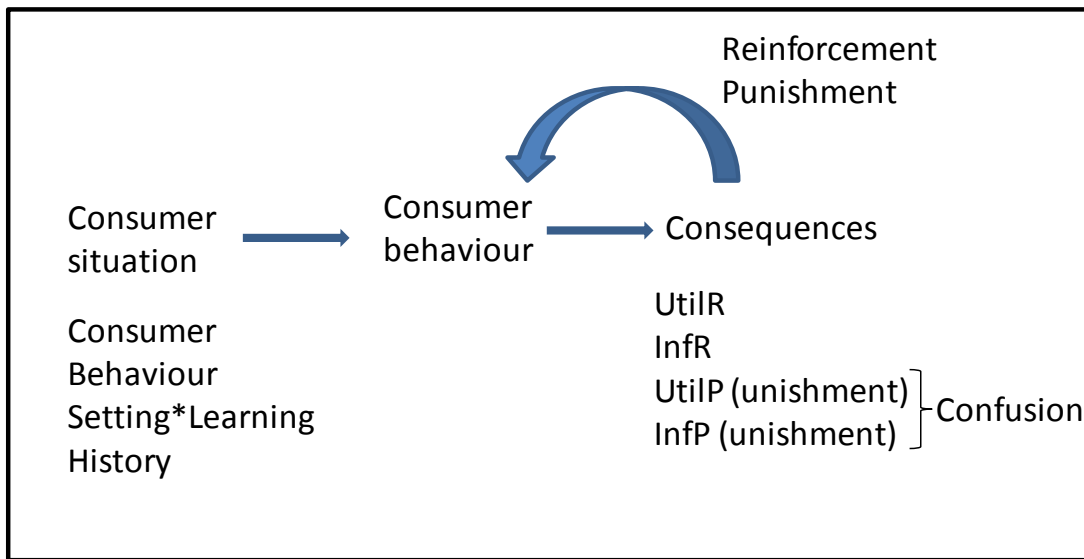 Reinforcement
Punishment
Consumer
situation
Consumer
behaviour
Consequences
Consumer
Behaviour
Setting*Learning
History
UtilR
InfR
UtilP (unishment)
InfP (unishment)
Confusion